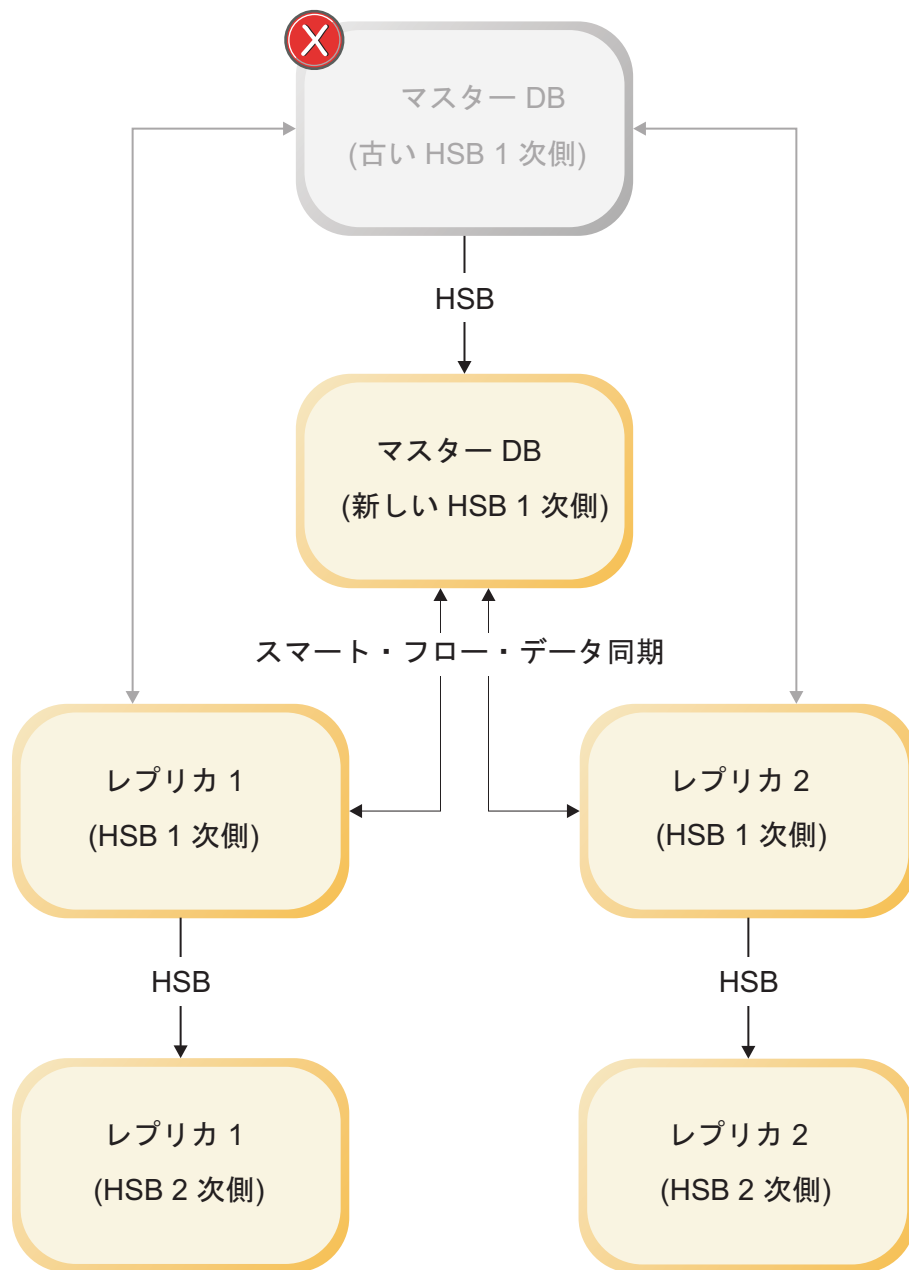 X
マスター DB
(古い HSB 1 次側)
HSB
マスター DB
(新しい HSB 1 次側)
スマート・フロー・データ同期
レプリカ 1
(HSB 1 次側)
レプリカ 2
(HSB 1 次側)
HSB
HSB
レプリカ 1
(HSB 2 次側)
レプリカ 2
(HSB 2 次側)